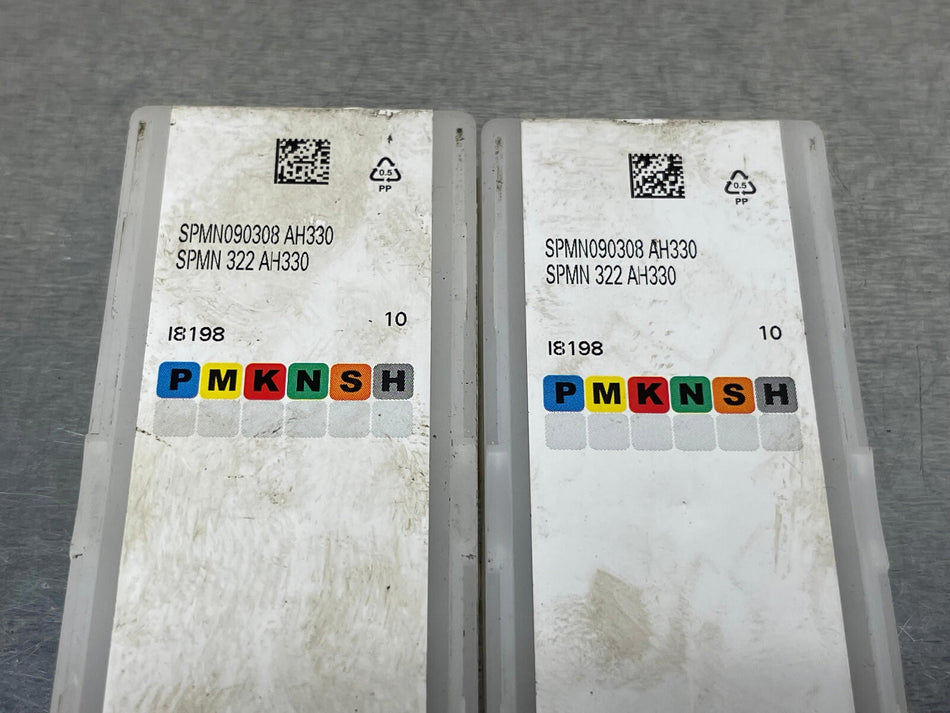 0.5
PP
SPMN090308 AH330
SPMN 322 AH330
10
I8198
P M K N S H
0.5
PP
SPMN090308 AH330
SPMN 322 AH330
10
I8198
P M K N S H